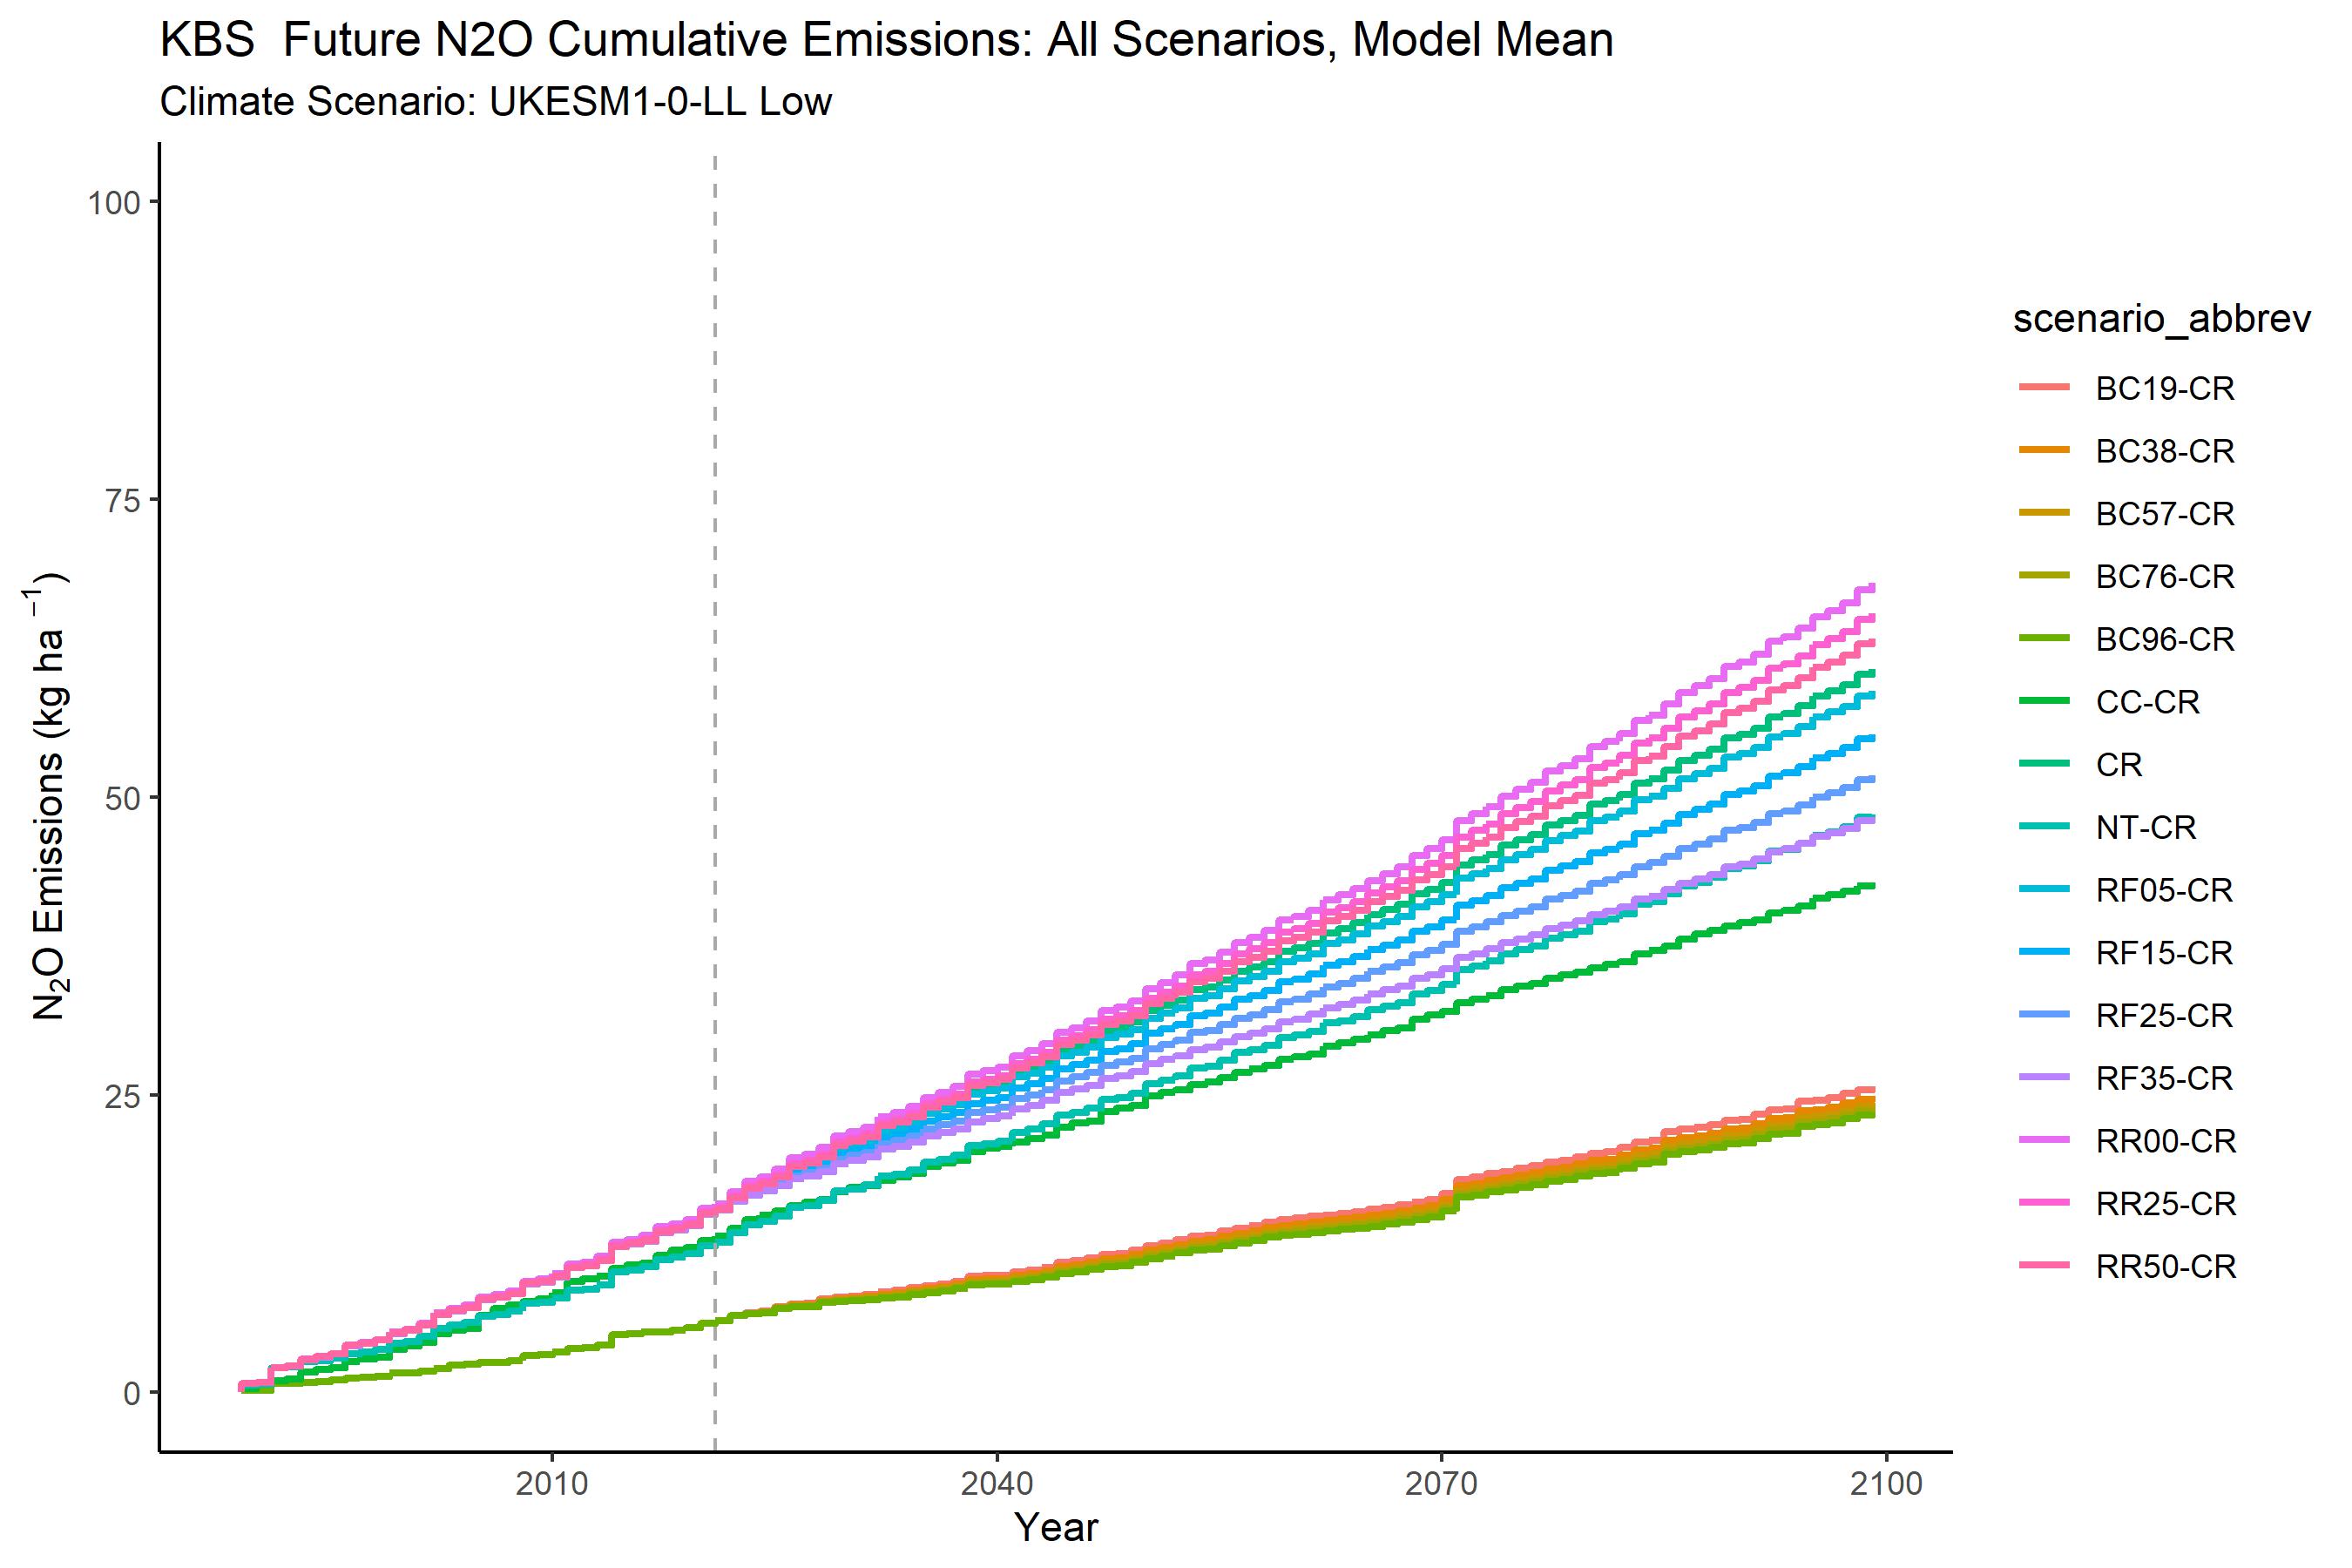 KBS  Future N2O Cumulative Emissions: All Scenarios, Model Mean
Climate Scenario: UKESM1-0-LL Low
N₂O Emissions (kg ha ⁻¹)
100
75
50
25
0
2010
2040
2070
2100
Year
scenario_abbrev
BC19-CR
BC38-CR
BC57-CR
BC76-CR
BC96-CR
CC-CR
CR
NT-CR
RF05-CR
RF15-CR
RF25-CR
RF35-CR
RR00-CR
RR25-CR
RR50-CR